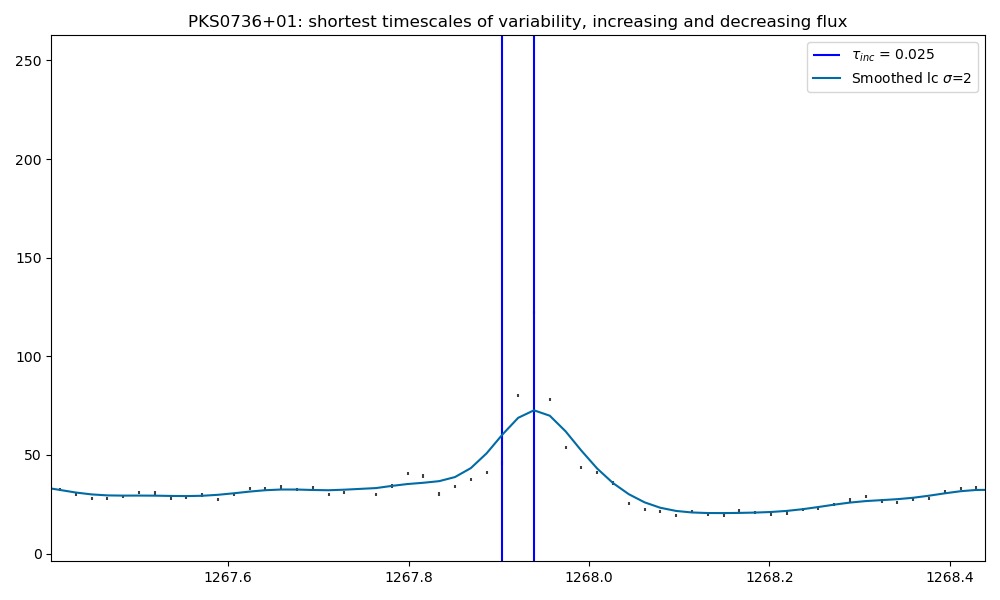 PKS0736+01: shortest timescales of variability, increasing and decreasing flux
τinc = 0.025
Smoothed lc σ=2
250
200
150
100
50
0
1267.6 1267.8 1268.0 1268.2 1268.4